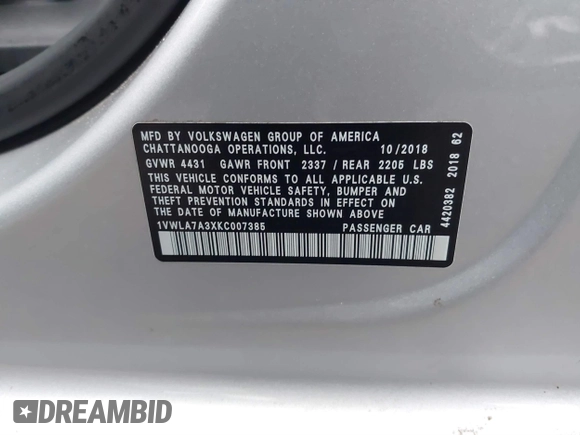 MFD BY VOLKSWAGEN GROUP OF AMERICA
CHATTANOOGA OPERATIONS, LLC. 10/2018
GVWR 4431 GAWR FRONT 2337 / REAR 2205 LBS
THIS VEHICLE CONFORMS TO ALL APPLICABLE U.S.
FEDERAL MOTOR VEHICLE SAFETY, BUMPER AND
THEFT PREVENTION STANDARDS IN EFFECT ON
THE DATE OF MANUFACTURE SHOWN ABOVE
1VWLA7A3XKC007385 PASSENGER CAR
4420382 2018 62
DREAMBID